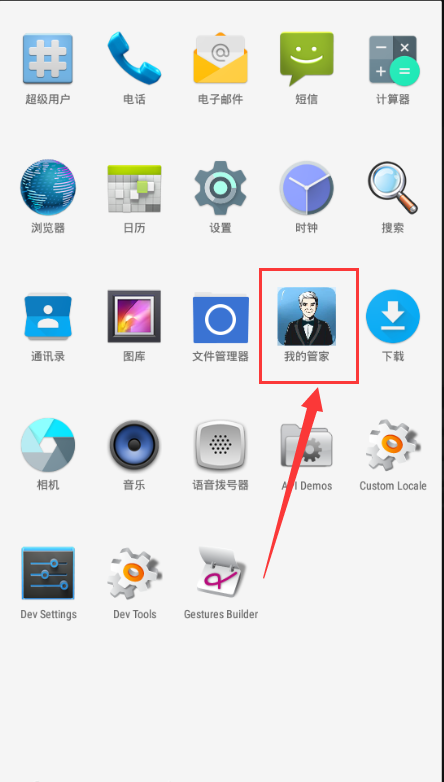 超级用户
电话
电子邮件
短信
计算器
浏览器
日历
设置
时钟
搜索
通讯录
图库
文件管理器
我的管家
下载
相机
音乐
语音拨号器
API Demos
Custom Locale
Dev Settings
Dev Tools
Gestures Builder